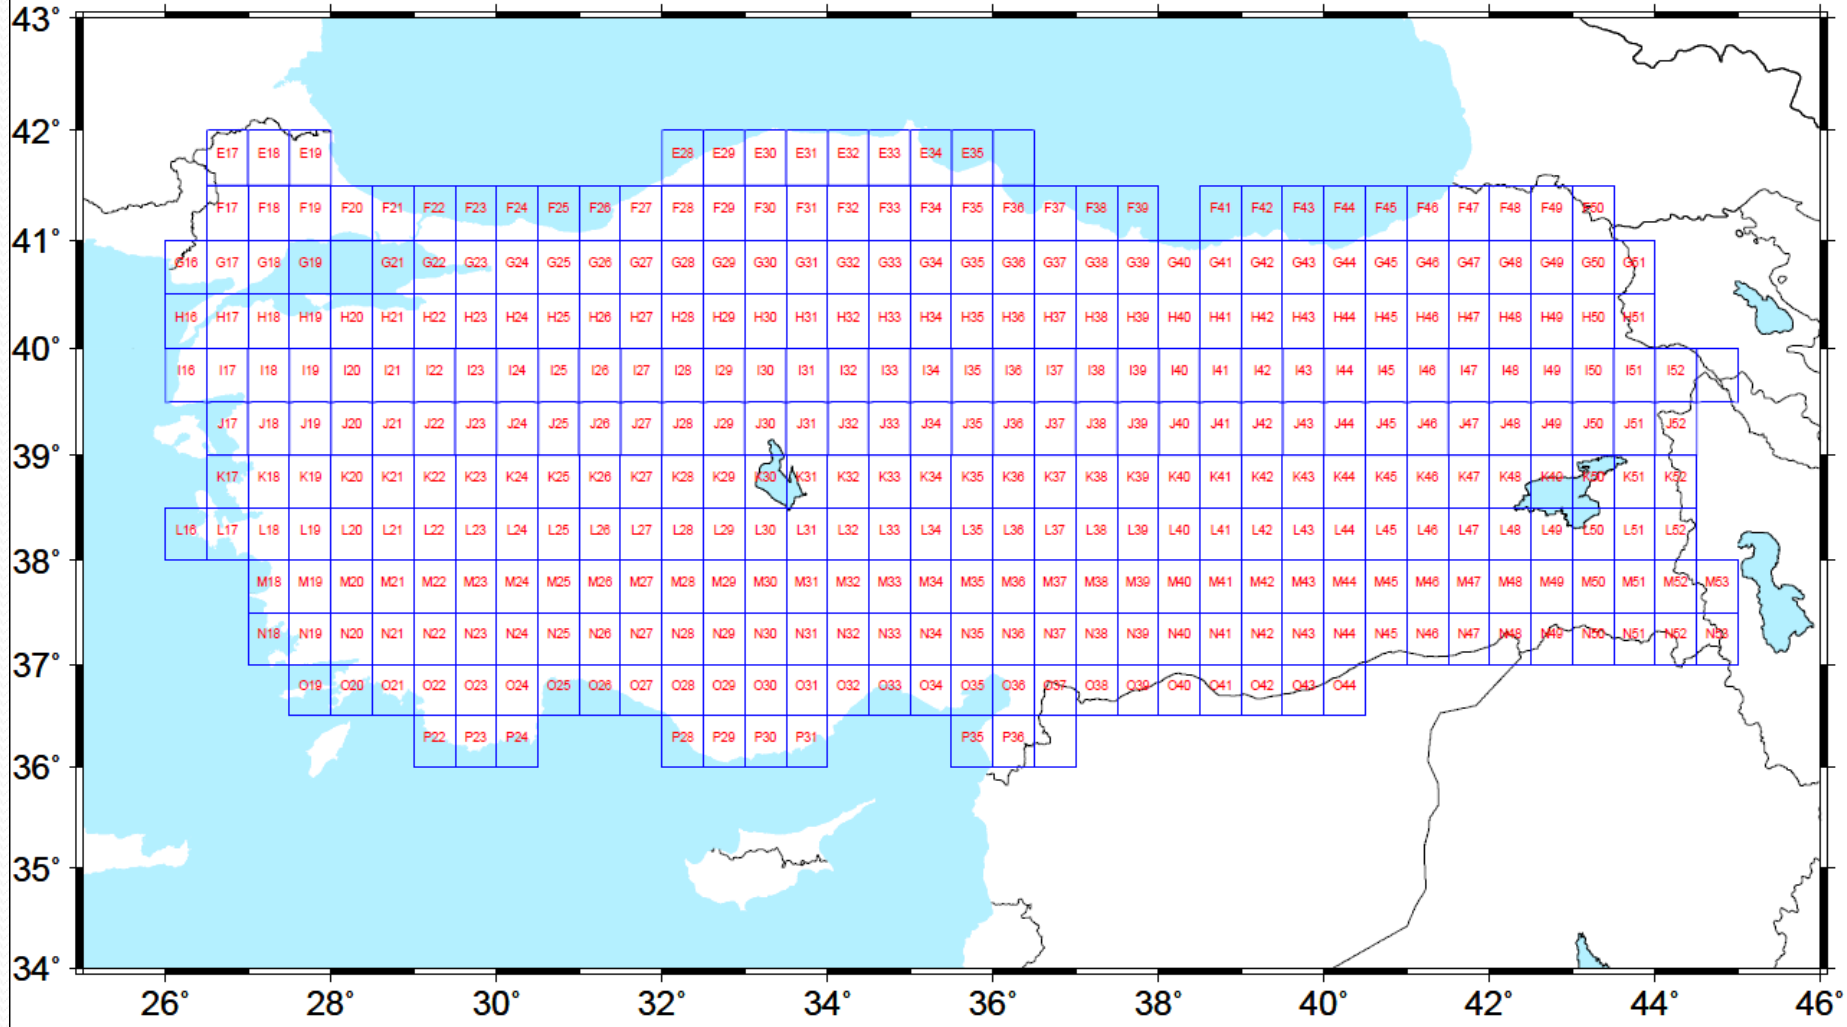 43°
42°
E17 E18 E19 E28 E29 E30 E31 E32 E33 E34 E35
F17 F18 F19 F20 F21 F22 F23 F24 F25 F26 F27 F28 F29 F30 F31 F32 F33 F34 F35 F36 F37 F38 F39 F41 F42 F43 F44 F45 F46 F47 F48 F49 F50
41°
G16 G17 G18 G19 G21 G22 G23 G24 G25 G26 G27 G28 G29 G30 G31 G32 G33 G34 G35 G36 G37 G38 G39 G40 G41 G42 G43 G44 G45 G46 G47 G48 G49 G50 G51
H16 H17 H18 H19 H20 H21 H22 H23 H24 H25 H26 H27 H28 H29 H30 H31 H32 H33 H34 H35 H36 H37 H38 H39 H40 H41 H42 H43 H44 H45 H46 H47 H48 H49 H50 H51
40°
I16 I17 I18 I19 I20 I21 I22 I23 I24 I25 I26 I27 I28 I29 I30 I31 I32 I33 I34 I35 I36 I37 I38 I39 I40 I41 I42 I43 I44 I45 I46 I47 I48 I49 I50 I51 I52
J17 J18 J19 J20 J21 J22 J23 J24 J25 J26 J27 J28 J29 J30 J31 J32 J33 J34 J35 J36 J37 J38 J39 J40 J41 J42 J43 J44 J45 J46 J47 J48 J49 J50 J51 J52
39°
K17 K18 K19 K20 K21 K22 K23 K24 K25 K26 K27 K28 K29 K30 K31 K32 K33 K34 K35 K36 K37 K38 K39 K40 K41 K42 K43 K44 K45 K46 K47 K48 K49 K50 K51 K52
L16 L17 L18 L19 L20 L21 L22 L23 L24 L25 L26 L27 L28 L29 L30 L31 L32 L33 L34 L35 L36 L37 L38 L39 L40 L41 L42 L43 L44 L45 L46 L47 L48 L49 L50 L51 L52
38°
M18 M19 M20 M21 M22 M23 M24 M25 M26 M27 M28 M29 M30 M31 M32 M33 M34 M35 M36 M37 M38 M39 M40 M41 M42 M43 M44 M45 M46 M47 M48 M49 M50 M51 M52 M53
N18 N19 N20 N21 N22 N23 N24 N25 N26 N27 N28 N29 N30 N31 N32 N33 N34 N35 N36 N37 N38 N39 N40 N41 N42 N43 N44 N45 N46 N47 N48 N49 N50 N51 N52 N53
37°
O19 O20 O21 O22 O23 O24 O25 O26 O27 O28 O29 O30 O31 O32 O33 O34 O35 O36 O37 O38 O39 O40 O41 O42 O43 O44
P22 P23 P24 P28 P29 P30 P31 P35 P36
36°
35°
34°
26° 28° 30° 32° 34° 36° 38° 40° 42° 44° 46°